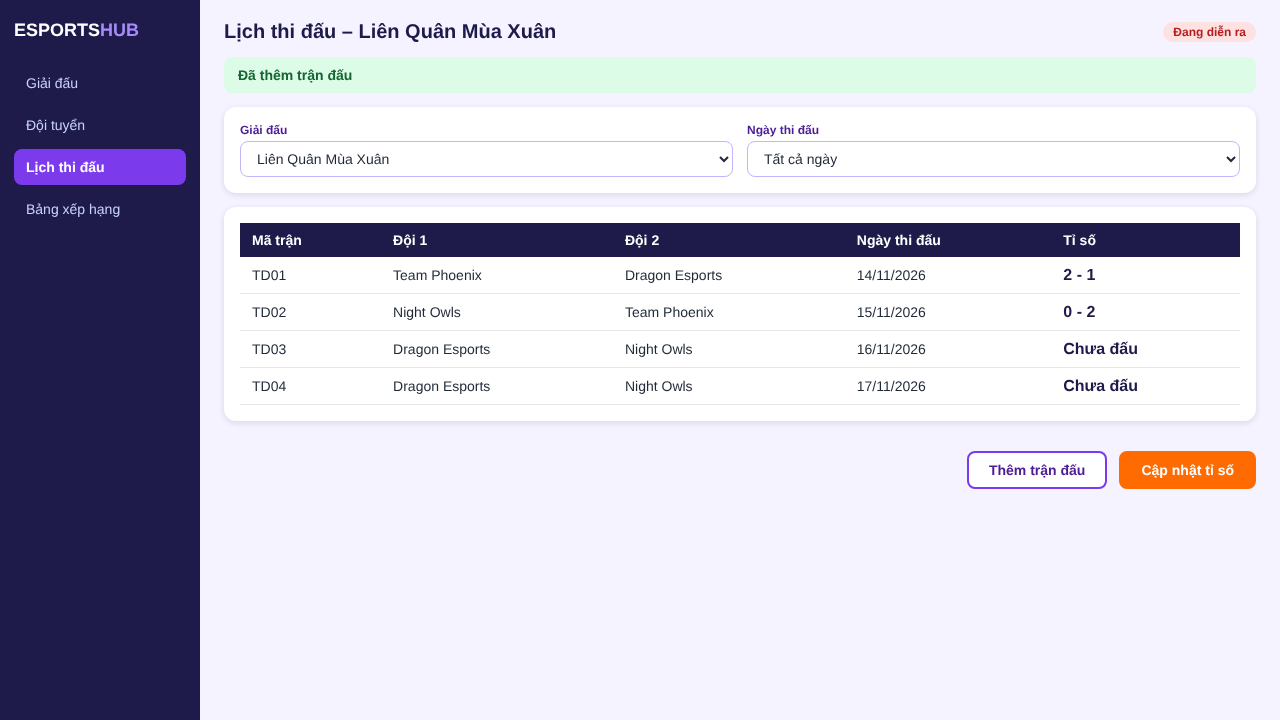 ESPORTSHUB
Giải đấu
Đội tuyển
Lịch thi đấu
Bảng xếp hạng
Lịch thi đấu – Liên Quân Mùa Xuân
Đang diễn ra
Đã thêm trận đấu
Giải đấu
Liên Quân Mùa Xuân
Ngày thi đấu
Tất cả ngày
Mã trận Đội 1 Đội 2 Ngày thi đấu Tỉ số
TD01 Team Phoenix Dragon Esports 14/11/2026 2 - 1
TD02 Night Owls Team Phoenix 15/11/2026 0 - 2
TD03 Dragon Esports Night Owls 16/11/2026 Chưa đấu
TD04 Dragon Esports Night Owls 17/11/2026 Chưa đấu
Thêm trận đấu
Cập nhật tỉ số